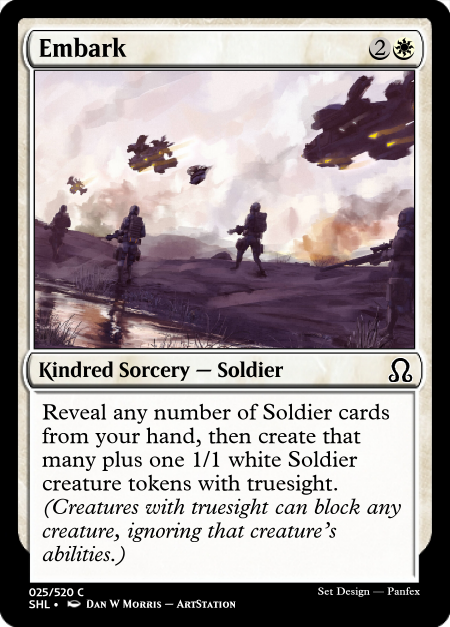 Embark 2
Kindred Sorcery — Soldier
Reveal any number of Soldier cards
from your hand, then create that
many plus one 1/1 white Soldier
creature tokens with truesight.
(Creatures with truesight can block any
creature, ignoring that creature's
abilities.)
025/520 C Set Design — Panfex
SHL • Dan W Morris — ArtStation